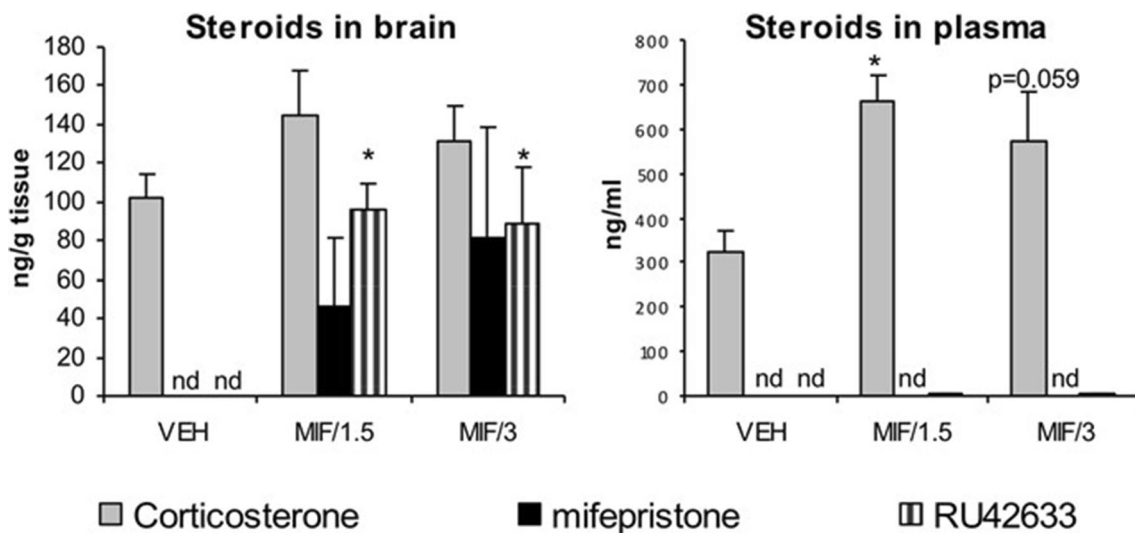 Steroids in brain
180
160
140
120
100
80
60
40
20
0
ng/g tissue
*
*
nd nd
VEH MIF/1.5 MIF/3
Steroids in plasma
800
700
600
500
400
300
200
100
0
ng/ml
*
p=0.059
nd nd nd nd
VEH MIF/1.5 MIF/3
Corticosterone mifepristone RU42633